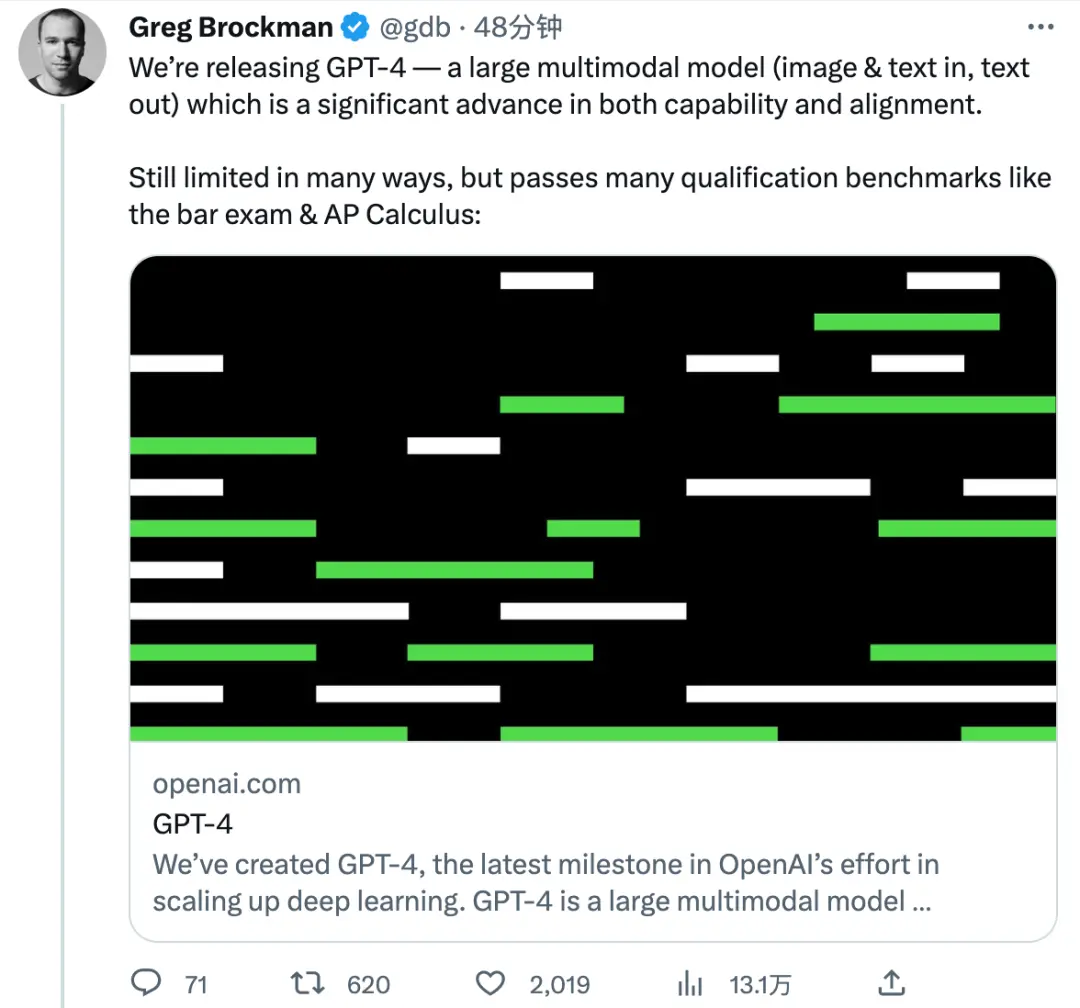 Greg Brockman @gdb · 48分钟
We’re releasing GPT-4 — a large multimodal model (image & text in, text
out) which is a significant advance in both capability and alignment.
Still limited in many ways, but passes many qualification benchmarks like
the bar exam & AP Calculus:
openai.com
GPT-4
We’ve created GPT-4, the latest milestone in OpenAI’s effort in
scaling up deep learning. GPT-4 is a large multimodal model ...
71 620 2,019 13.1万